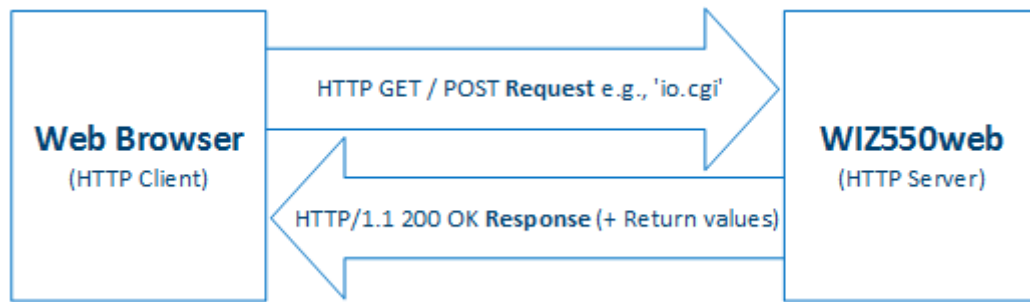 HTTP GET / POST Request e.g., 'io.cgi'
Web Browser
(HTTP Client)
WIZ550web
(HTTP Server)
HTTP/1.1 200 OK Response (+ Return values)